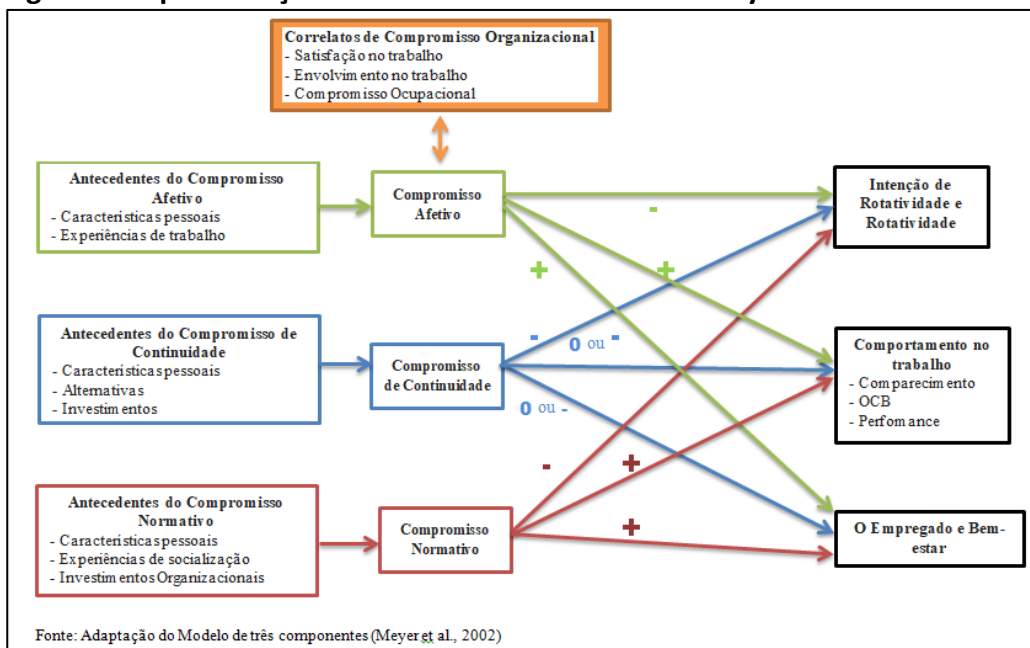 Correlatos de Compromisso Organizacional
- Satisfação no trabalho
- Envolvimento no trabalho
- Compromisso Ocupacional
Antecedentes do Compromisso
Afetivo
- Características pessoais
- Experiências de trabalho
Compromisso
Afetivo
Intenção de
Rotatividade e
Rotatividade
-
+ +
Antecedentes do Compromisso de
Continuidade
- Características pessoais
- Alternativas
- Investimentos
Compromisso
de Continuidade
- 0 ou -
0 ou -
Comportamento no
trabalho
- Comparecimento
- OCB
- Perfomance
Antecedentes do Compromisso
Normativo
- Características pessoais
- Experiências de socialização
- Investimentos Organizacionais
Compromisso
Normativo
- +
+
O Empregado e Bem-
estar
Fonte: Adaptação do Modelo de três componentes (Meyer et al., 2002)